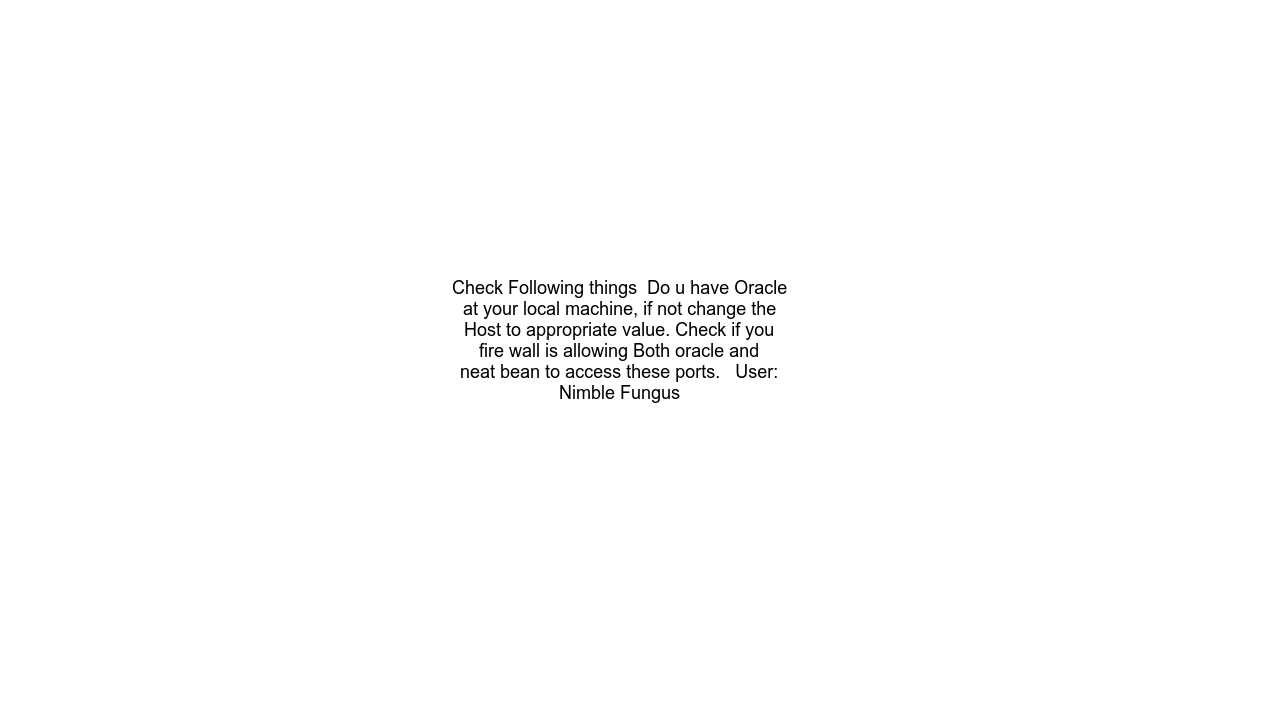 Check Following things  Do u have Oracle
at your local machine, if not change the
Host to appropriate value. Check if you
fire wall is allowing Both oracle and
neat bean to access these ports.   User:
Nimble Fungus